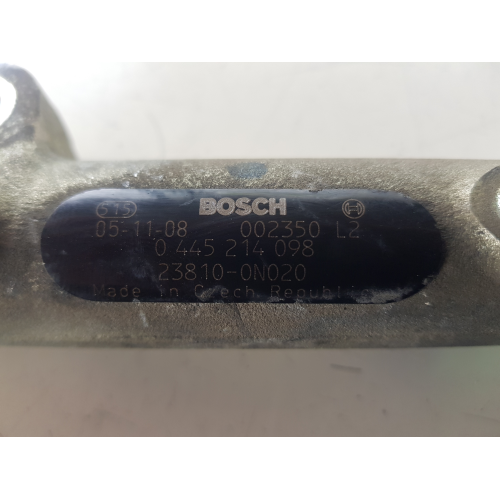 BOSCH
05-11-08 002350 L2
0 445 214 098
23810-0N020
Made in Czech Republic